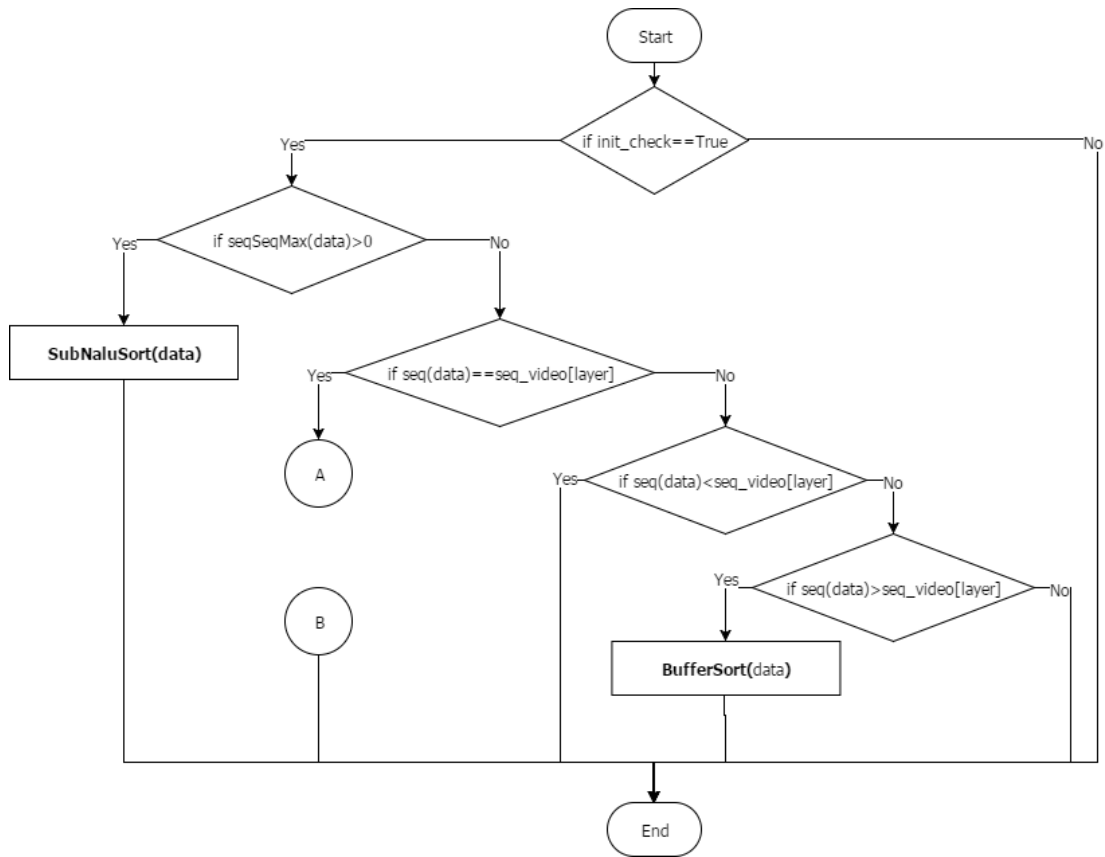 Start
if init_check==True
Yes
No
if seqSeqMax(data)>0
Yes
No
SubNaluSort(data)
if seq(data)==seq_video[layer]
Yes
No
A
if seq(data)<seq_video[layer]
Yes
No
if seq(data)>seq_video[layer]
Yes
No
B
BufferSort(data)
End